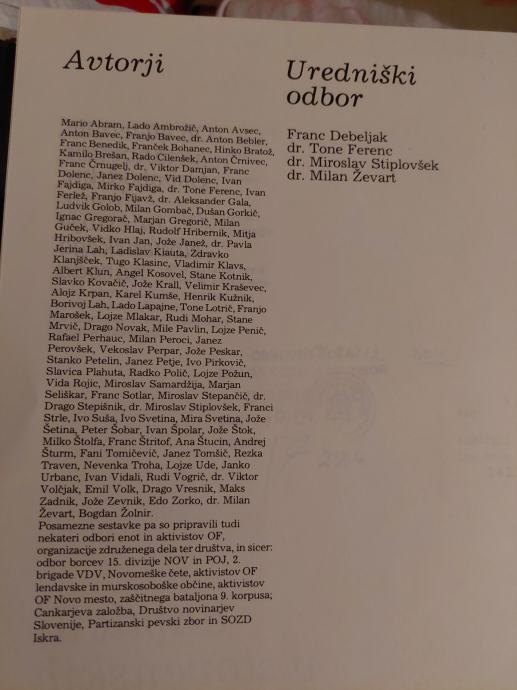 Avtorji
Mario Abram, Lado Ambrožič, Anton Avsec,
Anton Bavec, Franjo Bavec, dr. Anton Bebler,
Franc Benedik, Franček Bohanec, Hinko Bratož,
Kamilo Brešan, Rado Cilenšek, Anton Črnivec,
Franc Črnugelj, dr. Viktor Damjan, Franc
Dolenc, Janez Dolenc, Vid Dolenc, Ivan
Fajdiga, Mirko Fajdiga, dr. Tone Ferenc, Ivan
Ferlež, Franjo Fijavž, dr. Aleksander Gala,
Ludvik Golob, Milan Gombač, Dušan Gorkič,
Ignac Gregorač, Marjan Gregorič, Milan
Guček, Vidko Hlaj, Rudolf Hribernik, Mitja
Hribovšek, Ivan Jan, Jože Janež, dr. Pavla
Jerina Lah, Ladislav Kiauta, Zdravko
Klanjšček, Tugo Klasinc, Vladimir Klavs,
Albert Klun, Angel Kosovel, Stane Kotnik,
Slavko Kovačič, Jože Krall, Velimir Kraševec,
Alojz Krpan, Karel Kumše, Henrik Kužnik,
Borivoj Lah, Lado Lapajne, Tone Lotrič, Franjo
Marošek, Lojze Mlakar, Rudi Mohar, Stane
Mrvič, Drago Novak, Mile Pavlin, Lojze Penič,
Rafael Perhauc, Milan Peroci, Janez
Perovšek, Vekoslav Perpar, Jože Peskar,
Stanko Petelin, Janez Petje, Ivo Pirkovič,
Slavica Plahuta, Radko Polič, Lojze Požun,
Vida Rojic, Miroslav Samardžija, Marjan
Seliškar, Franc Sotlar, Miroslav Stepančič, dr.
Drago Stepišnik, dr. Miroslav Stiplovšek, Franci
Strle, Ivo Suša, Ivo Svetina, Mira Svetina, Jože
Šetina, Peter Šobar, Ivan Špolar, Jože Štok,
Milko Štolfa, Franc Štritof, Ana Štucin, Andrej
Šturm, Fani Tomičevič, Janez Tomšič, Rezka
Traven, Nevenka Troha, Lojze Ude, Janko
Urbanc, Ivan Vidali, Rudi Vogrič, dr. Viktor
Volčjak, Emil Volk, Drago Vresnik, Maks
Zadnik, Jože Zevnik, Edo Zorko, dr. Milan
Ževart, Bogdan Žolnir.
Posamezne sestavke pa so pripravili tudi
nekateri odbori enot in aktivistov OF,
organizacije združenega dela ter društva, in sicer:
odbor borcev 15. divizije NOV in POJ, 2.
brigade VDV, Novomeške čete, aktivistov OF
lendavske in murskosoboške občine, aktivistov
OF Novo mesto, zaščitnega bataljona 9. korpusa;
Cankarjeva založba, Društvo novinarjev
Slovenije, Partizanski pevski zbor in SOZD
Iskra.
Uredniški
odbor
Franc Debeljak
dr. Tone Ferenc
dr. Miroslav Stiplovšek
dr. Milan Ževart